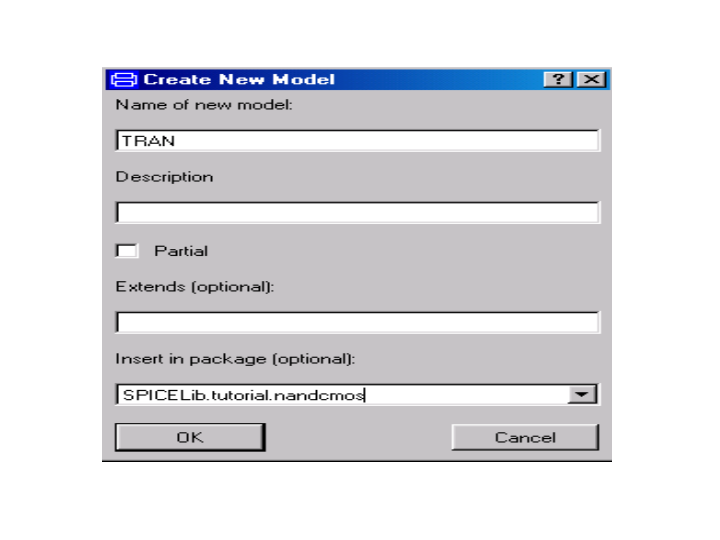 Create New Model
Name of new model:
TRAN
Description
Partial
Extends (optional):
Insert in package (optional):
SPICELib.tutorial.nandcmos
OK Cancel